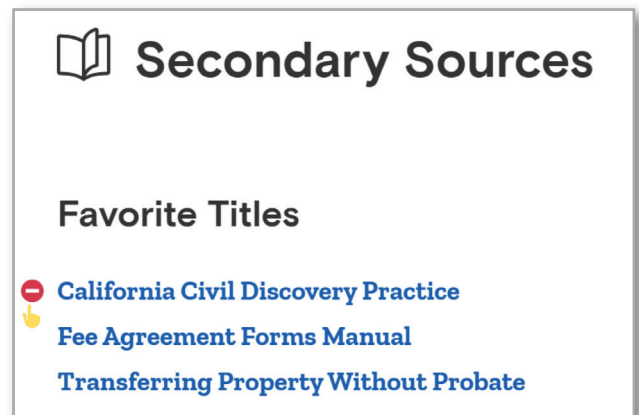 Secondary Sources
Favorite Titles
California Civil Discovery Practice
Fee Agreement Forms Manual
Transferring Property Without Probate